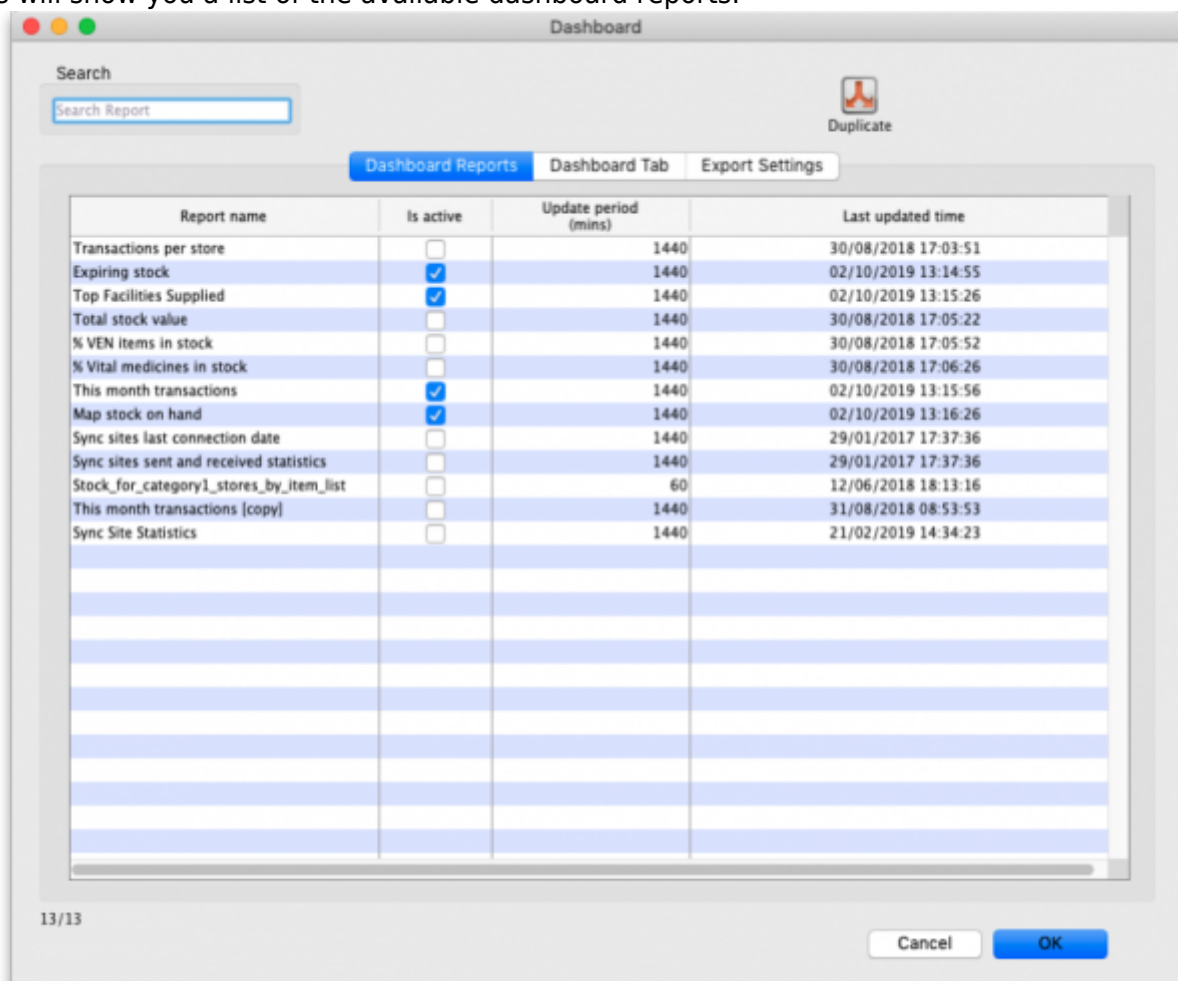 will show you a list of the available dashboard reports.
Dashboard
Search
Search Report
Duplicate
Dashboard Reports Dashboard Tab Export Settings
Report name Is active Update period (mins) Last updated time
Transactions per store 1440 30/08/2018 17:03:51
Expiring stock 1440 02/10/2019 13:14:55
Top Facilities Supplied 1440 02/10/2019 13:15:26
Total stock value 1440 30/08/2018 17:05:22
% VEN items in stock 1440 30/08/2018 17:05:52
% Vital medicines in stock 1440 30/08/2018 17:06:26
This month transactions 1440 02/10/2019 13:15:56
Map stock on hand 1440 02/10/2019 13:16:26
Sync sites last connection date 1440 29/01/2017 17:37:36
Sync sites sent and received statistics 1440 29/01/2017 17:37:36
Stock_for_category1_stores_by_item_list 60 12/06/2018 18:13:16
This month transactions [copy] 1440 31/08/2018 08:53:53
Sync Site Statistics 1440 21/02/2019 14:34:23
13/13
Cancel OK